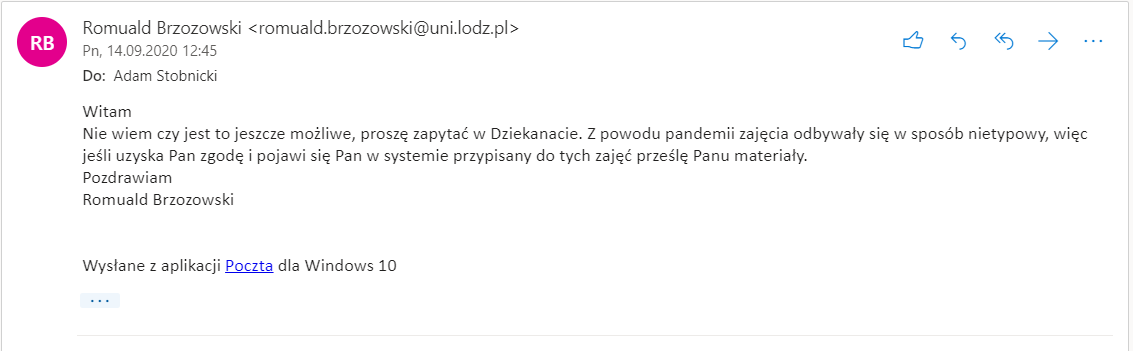 RB
Romuald Brzozowski <romuald.brzozowski@uni.lodz.pl>
Pn, 14.09.2020 12:45
Do: Adam Stobnicki
Witam
Nie wiem czy jest to jeszcze możliwe, proszę zapytać w Dziekanacie. Z powodu pandemii zajęcia odbywały się w sposób nietypowy, więc
jeśli uzyska Pan zgodę i pojawi się Pan w systemie przypisany do tych zajęć prześlę Panu materiały.
Pozdrawiam
Romuald Brzozowski
Wysłane z aplikacji Poczta dla Windows 10